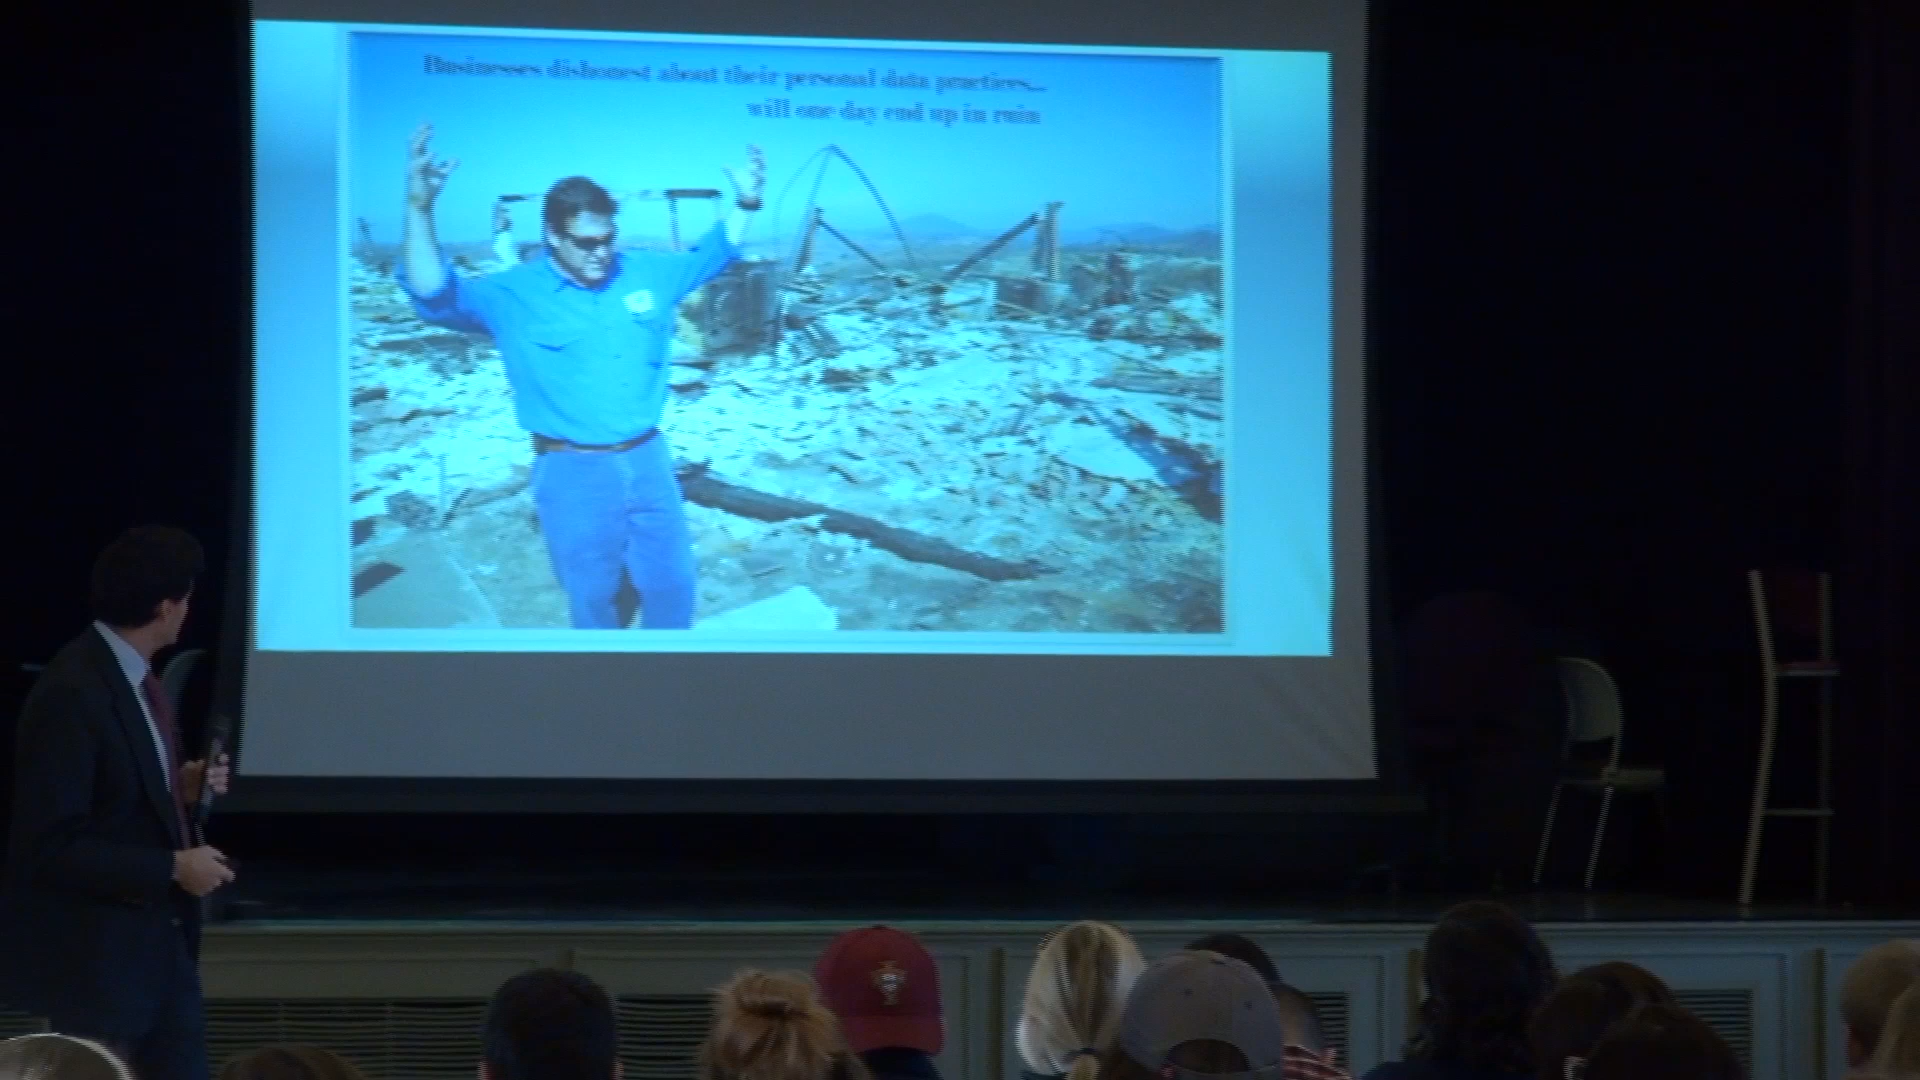 Businesses dishonest about their personal data practices...
will one day end up in ruin